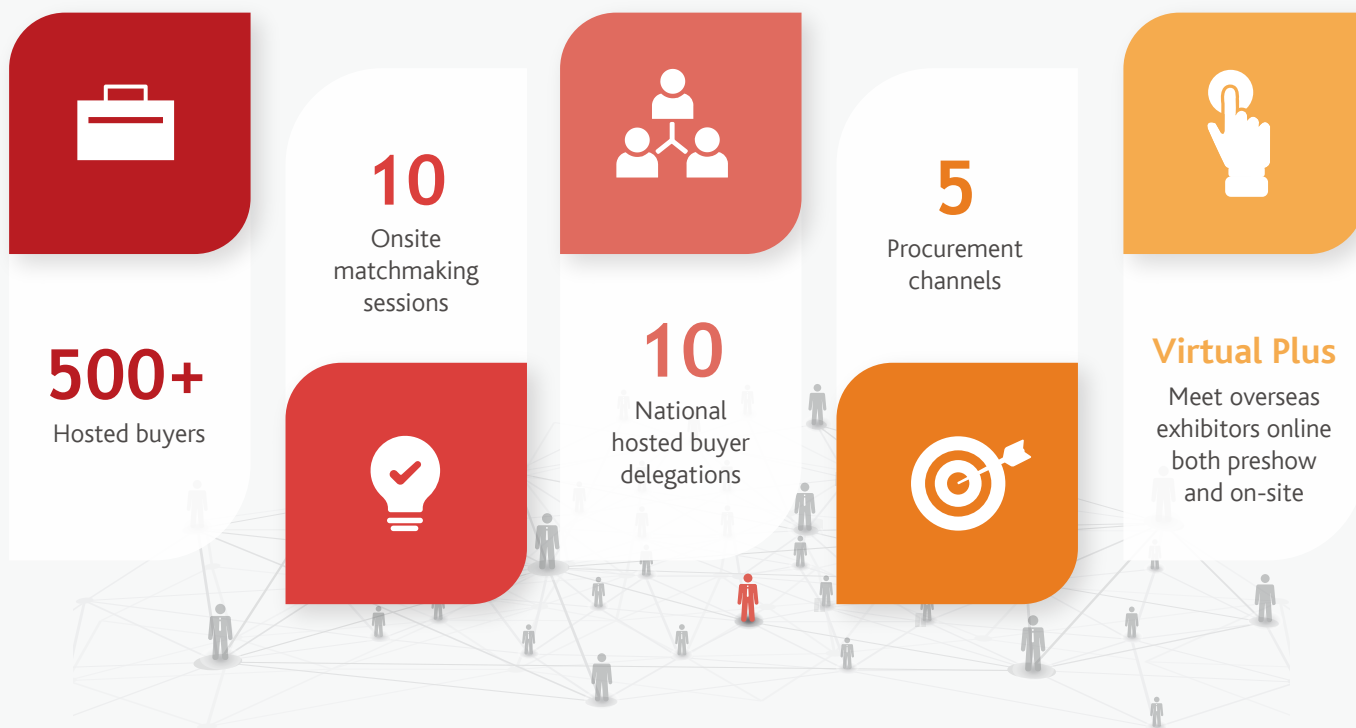 500+
Hosted buyers
10
Onsite
matchmaking
sessions
10
National
hosted buyer
delegations
5
Procurement
channels
Virtual Plus
Meet overseas
exhibitors online
both preshow
and on-site